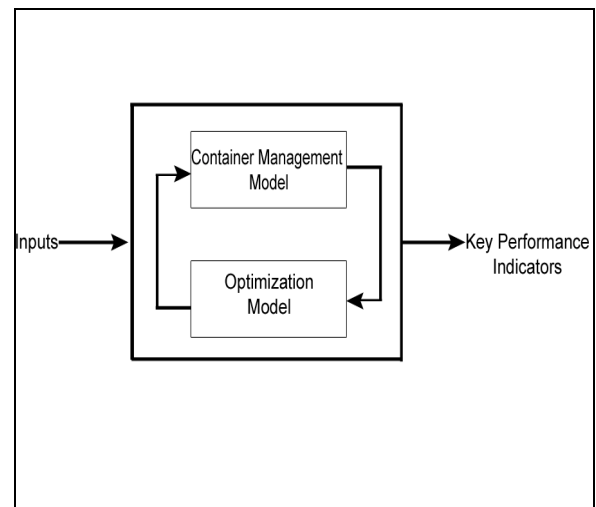 Container Management
Model
Inputs
Key Performance
Indicators
Optimization
Model